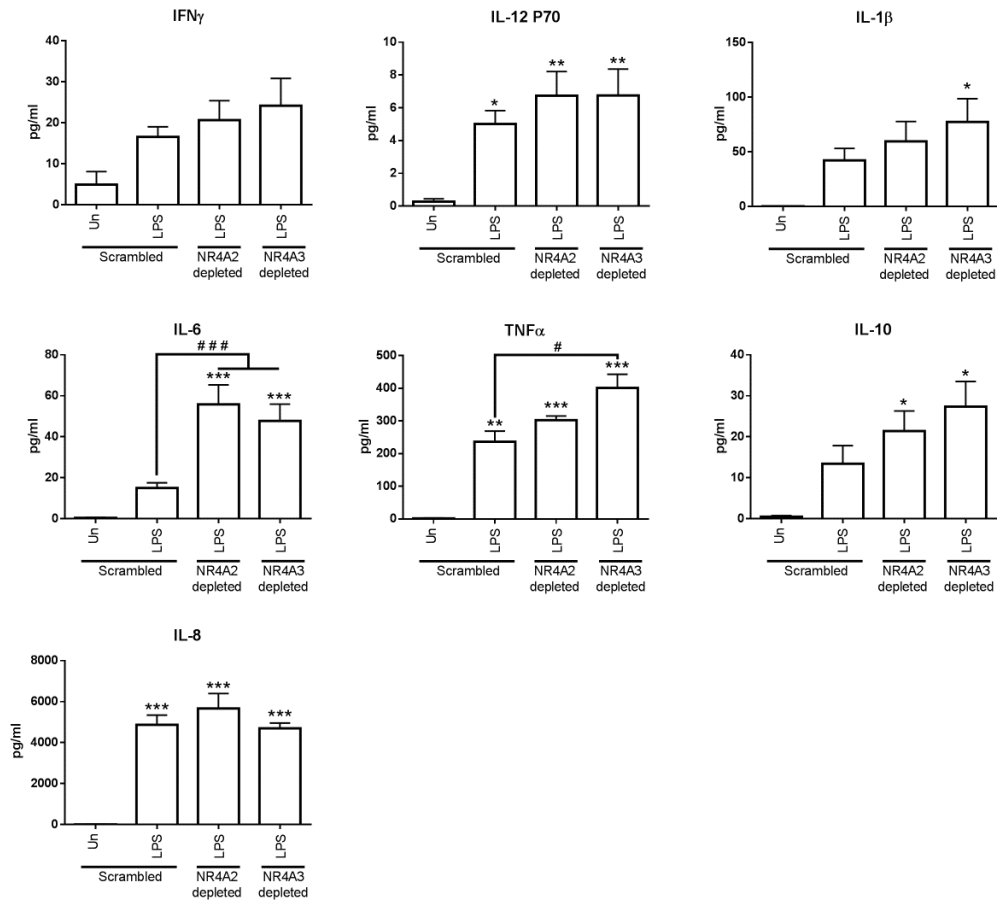 IFNγ
pg/ml
40
30
20
10
0
Un
LPS
LPS
LPS
Scrambled
NR4A2
depleted
NR4A3
depleted
IL-12 P70
pg/ml
10
8
6
4
2
0
*
**
**
Un
LPS
LPS
LPS
Scrambled
NR4A2
depleted
NR4A3
depleted
IL-1β
pg/ml
150
100
50
0
*
Un
LPS
LPS
LPS
Scrambled
NR4A2
depleted
NR4A3
depleted
IL-6
pg/ml
80
60
40
20
0
# # #
***
***
Un
LPS
LPS
LPS
Scrambled
NR4A2
depleted
NR4A3
depleted
TNFα
pg/ml
500
400
300
200
100
0
#
**
***
***
Un
LPS
LPS
LPS
Scrambled
NR4A2
depleted
NR4A3
depleted
IL-10
pg/ml
40
30
20
10
0
*
*
Un
LPS
LPS
LPS
Scrambled
NR4A2
depleted
NR4A3
depleted
IL-8
pg/ml
8000
6000
4000
2000
0
***
***
***
Un
LPS
LPS
LPS
Scrambled
NR4A2
depleted
NR4A3
depleted